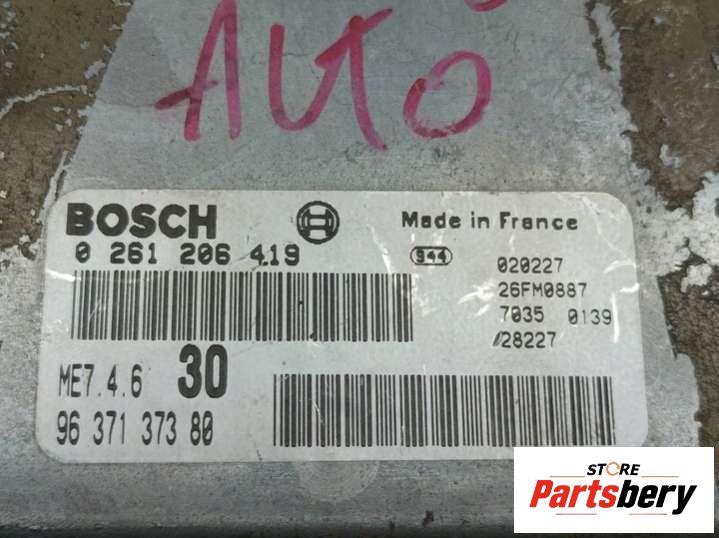 AUTO
BOSCH
Made in France
0 261 206 419
944
020227
26FM0887
7035 0139
28227
ME7.4.6 30
96 371 373 80
STORE
Partsbery